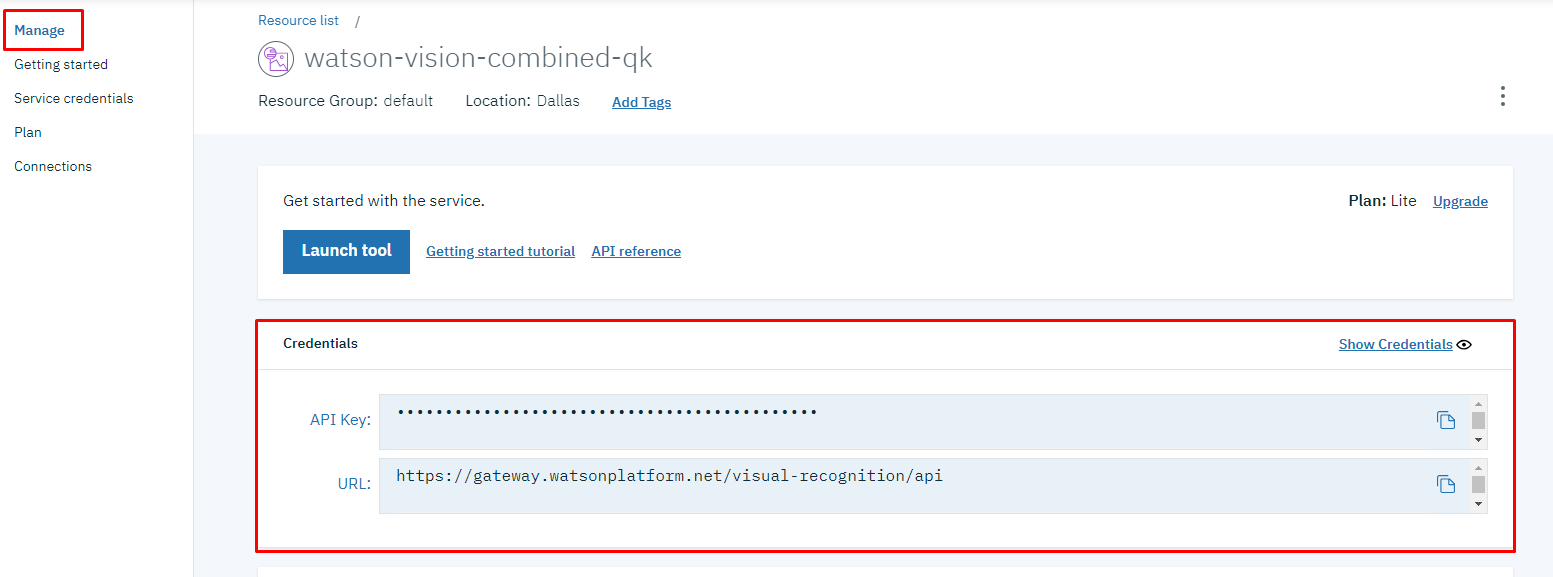 Manage
Getting started
Service credentials
Plan
Connections
Resource list /
watson-vision-combined-qk
Resource Group: default Location: Dallas Add Tags
Get started with the service. Plan: Lite Upgrade
Launch tool Getting started tutorial API reference
Credentials Show Credentials
API Key: ••••••••••••••••••••••••••••••••••••••••••••
URL: https://gateway.watsonplatform.net/visual-recognition/api